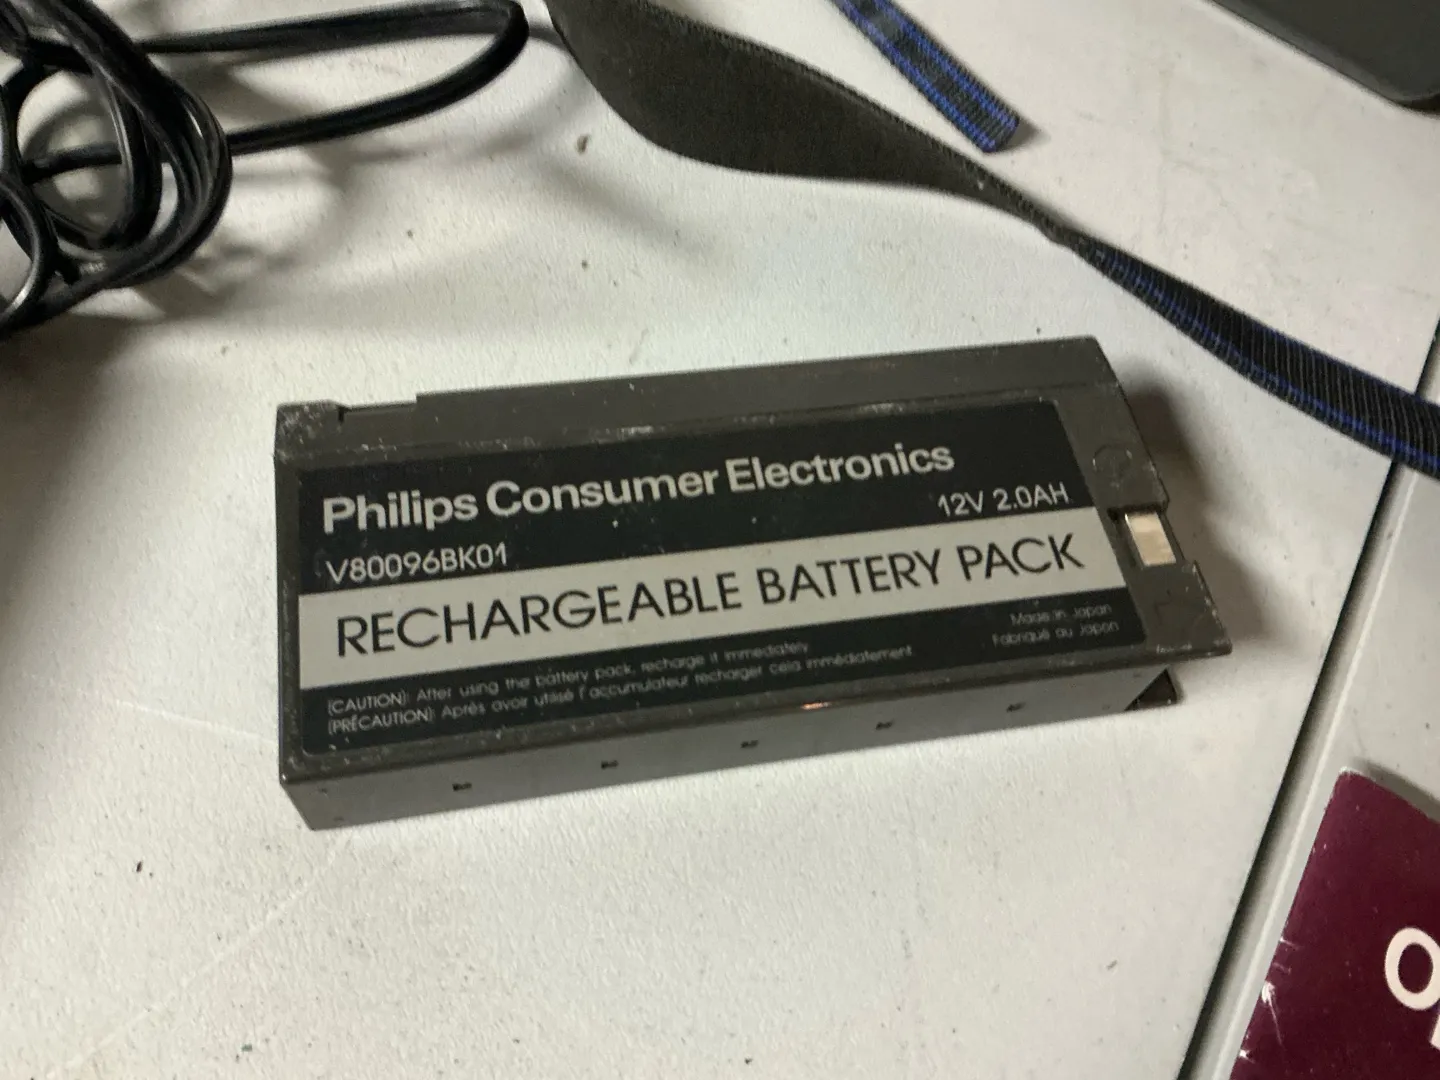 Philips Consumer Electronics
12V 2.0AH
V80096BK01
RECHARGEABLE BATTERY PACK
Made in Japan
Fabriqué au Japon
(CAUTION): After using the battery pack, recharge it immediately
(PRÉCAUTION): Après avoir utilisé l'accumulateur recharger cela immédiatement